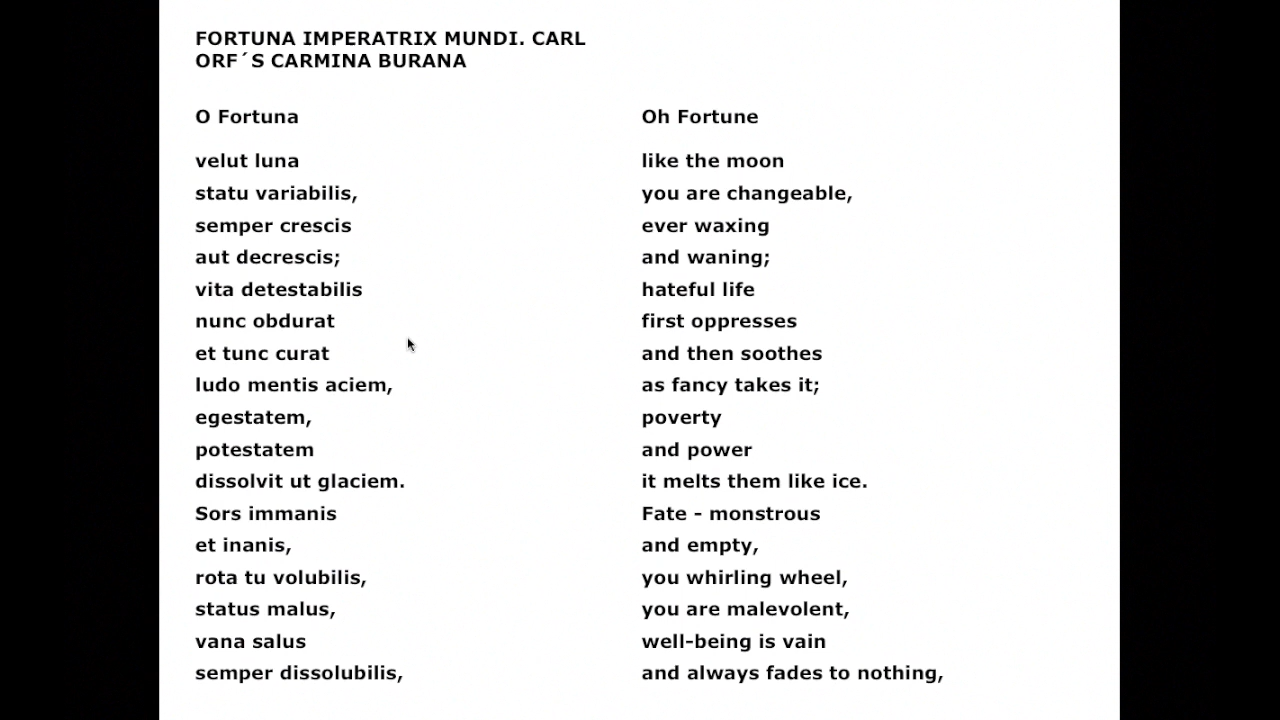 FORTUNA IMPERATRIX MUNDI. CARL
ORF´S CARMINA BURANA
O Fortuna
velut luna
statu variabilis,
semper crescis
aut decrescis;
vita detestabilis
nunc obdurat
et tunc curat
ludo mentis aciem,
egestatem,
potestatem
dissolvit ut glaciem.
Sors immanis
et inanis,
rota tu volubilis,
status malus,
vana salus
semper dissolubilis,
Oh Fortune
like the moon
you are changeable,
ever waxing
and waning;
hateful life
first oppresses
and then soothes
as fancy takes it;
poverty
and power
it melts them like ice.
Fate - monstrous
and empty,
you whirling wheel,
you are malevolent,
well-being is vain
and always fades to nothing,